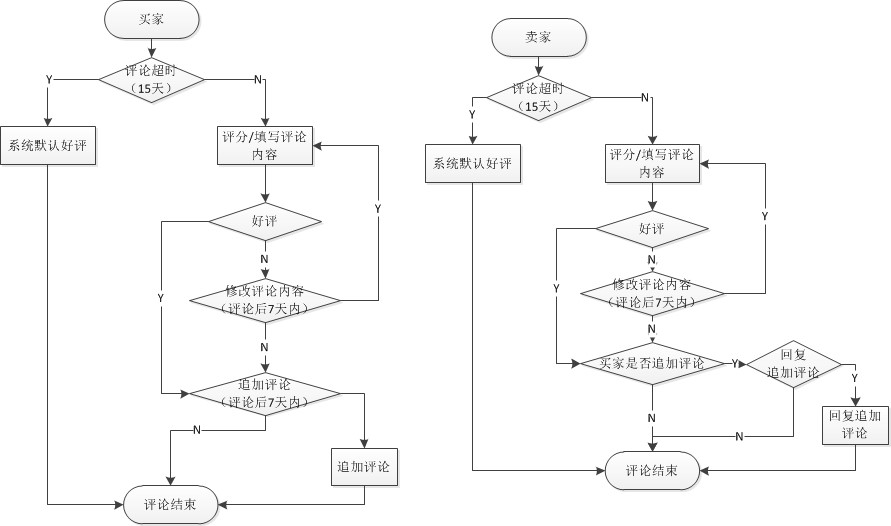 买家
评论超时
（15天）
Y
N
系统默认好评
评分/填写评论
内容
好评
Y
N
Y
修改评论内容
（评论后7天内）
N
追加评论
（评论后7天内）
N
追加评论
评论结束
卖家
评论超时
（15天）
Y
N
系统默认好评
评分/填写评论
内容
好评
Y
N
Y
修改评论内容
（评论后7天内）
N
买家是否追加评论
Y
回复
追加评论
Y
N
N
回复追加
评论
评论结束